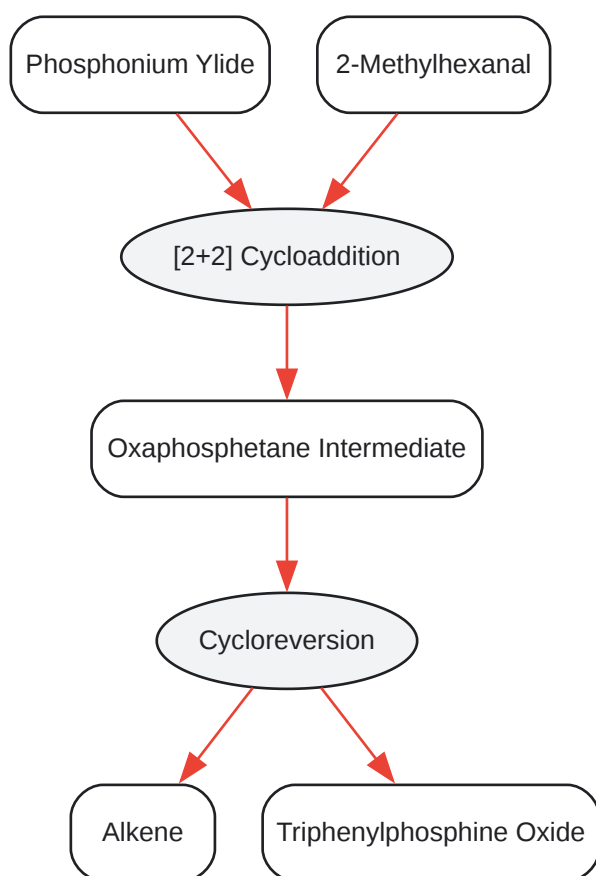 Phosphonium Ylide
2-Methylhexanal
[2+2] Cycloaddition
Oxaphosphetane Intermediate
Cycloreversion
Alkene
Triphenylphosphine Oxide